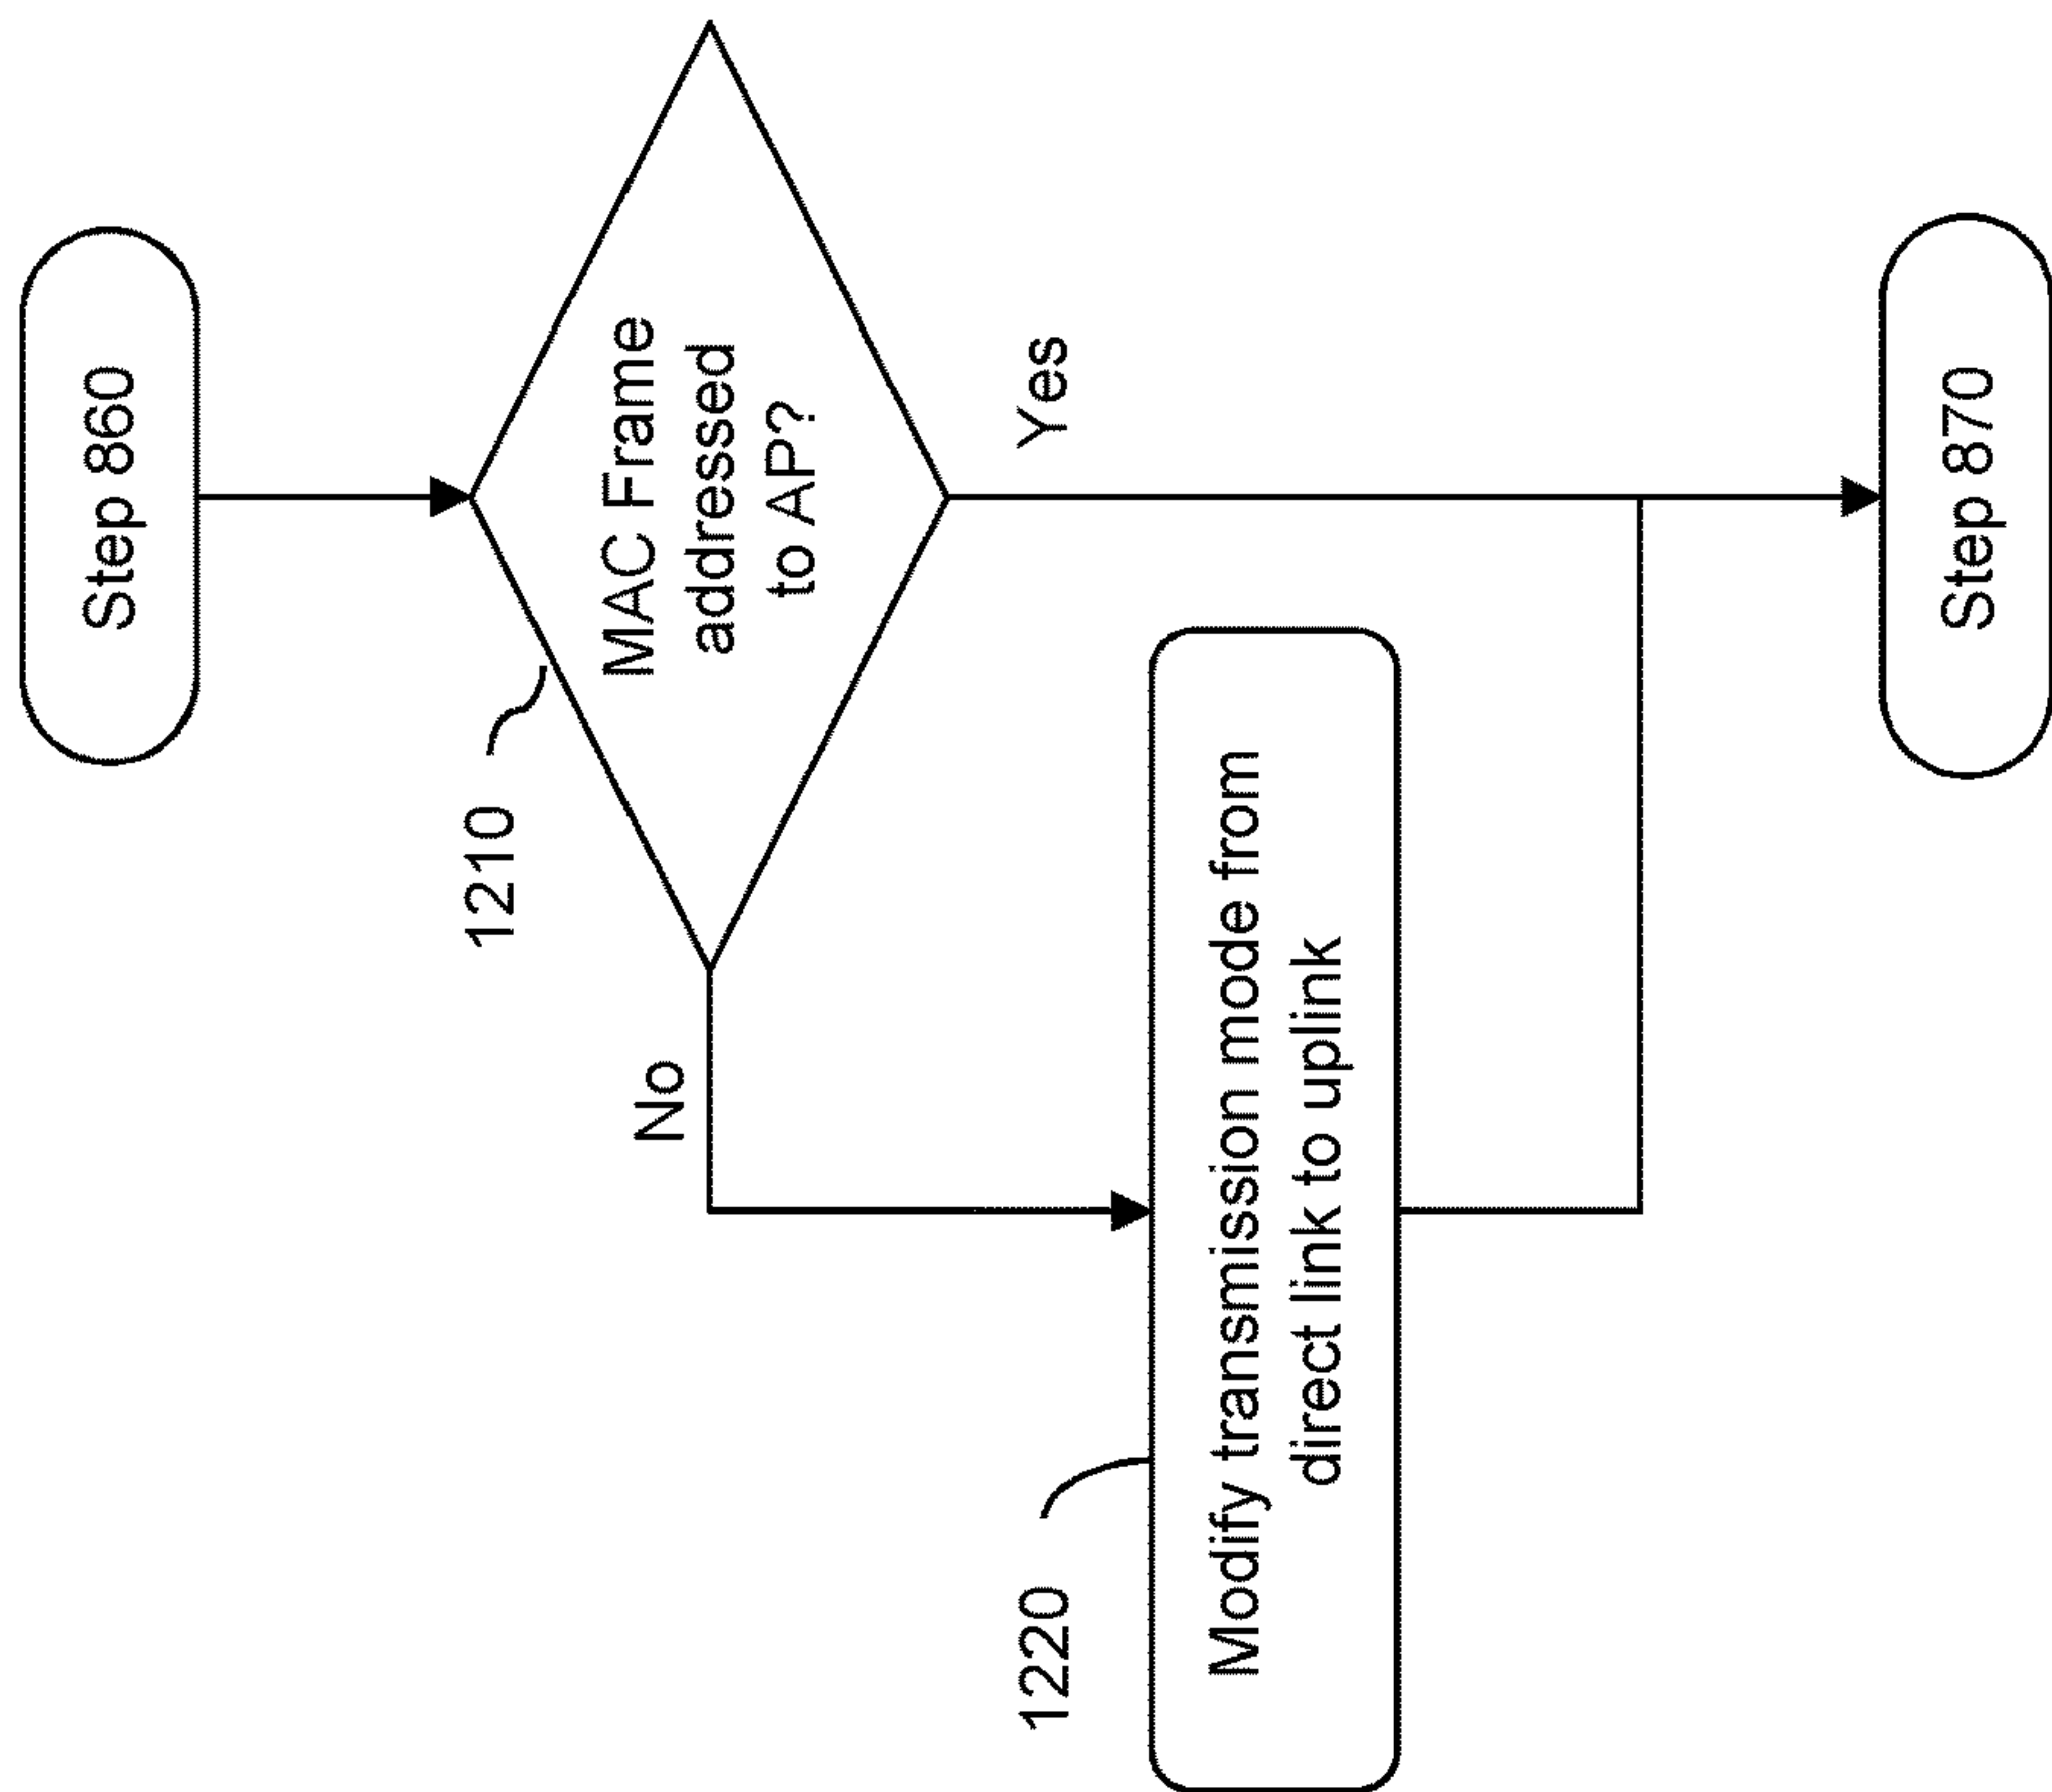 Step 860
1210
MAC Frame
addressed
to AP?
No
Yes
1220
Modify transmission mode from
direct link to uplink
Step 870